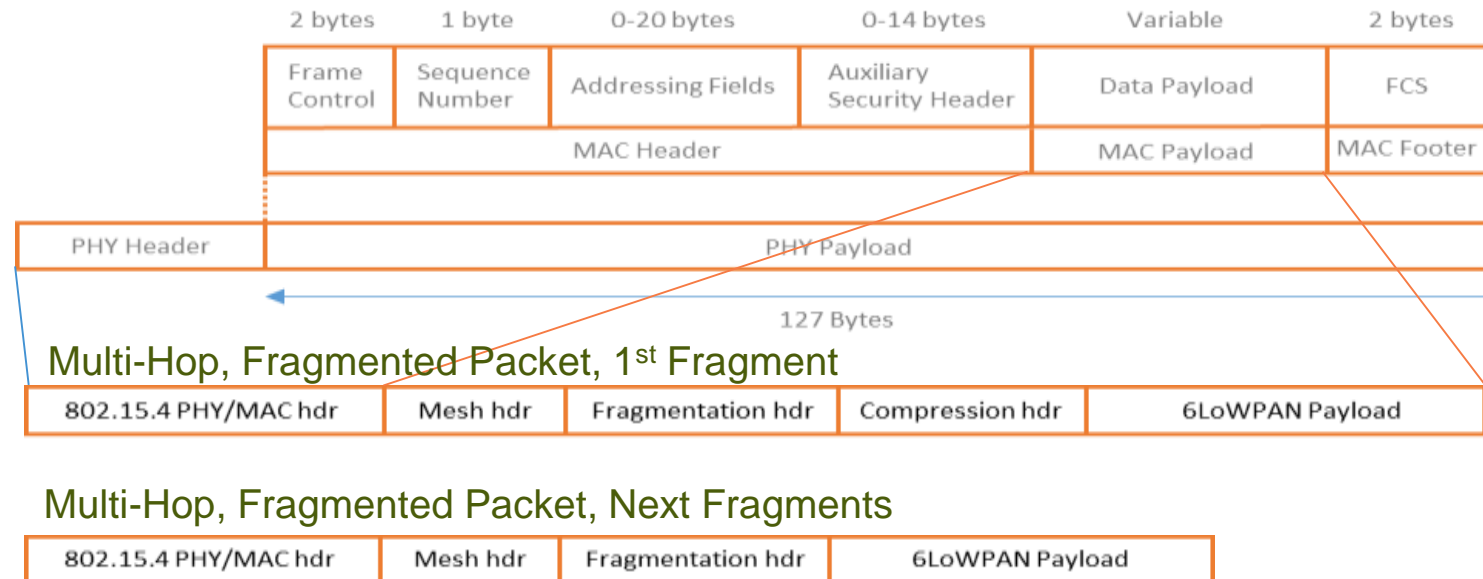 2 bytes 1 byte 0-20 bytes 0-14 bytes Variable 2 bytes
Frame Control Sequence Number Addressing Fields Auxiliary Security Header Data Payload FCS
MAC Header MAC Payload MAC Footer
PHY Header PHY Payload
127 Bytes
Multi-Hop, Fragmented Packet, 1st Fragment
802.15.4 PHY/MAC hdr Mesh hdr Fragmentation hdr Compression hdr 6LoWPAN Payload
Multi-Hop, Fragmented Packet, Next Fragments
802.15.4 PHY/MAC hdr Mesh hdr Fragmentation hdr 6LoWPAN Payload